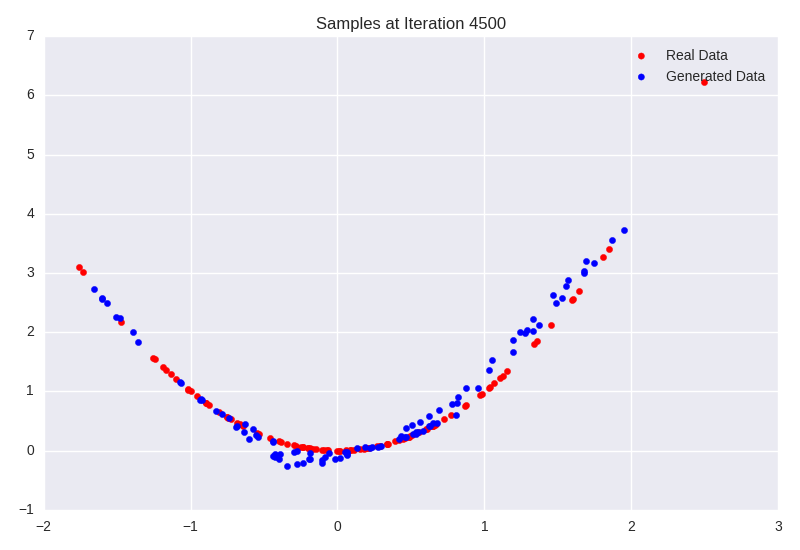 Samples at Iteration 4500
7
6
5
4
3
2
1
0
−1
Real Data
Generated Data
−2 −1 0 1 2 3